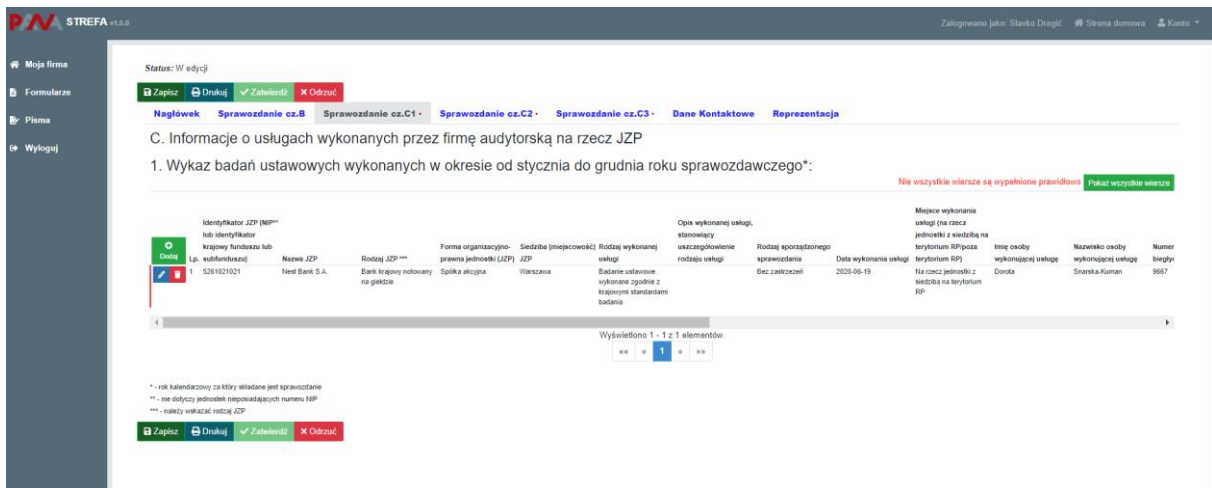 PANA STREFA v1.5.0
Zalogowano jako: Slavko Dragić Strona domowa Konto
Moja firma
Formularze
Pisma
Wyloguj
Status: W edycji
Zapisz Drukuj Zatwierdź Odrzuć
Nagłówek Sprawozdanie cz.B Sprawozdanie cz.C1 • Sprawozdanie cz.C2 • Sprawozdanie cz.C3 • Dane Kontaktowe Reprezentacja
C. Informacje o usługach wykonanych przez firmę audytorską na rzecz JZP
1. Wykaz badań ustawowych wykonanych w okresie od stycznia do grudnia roku sprawozdawczego*:
Nie wszystkie wiersze są wypełnione prawidłowo Pokaż wszystkie wiersze
Dodaj
Lp.
Identyfikator JZP (NIP**
lub identyfikator
krajowy funduszu lub
subfunduszu)
Nazwa JZP
Rodzaj JZP ***
Forma organizacyjno-
prawna jednostki (JZP)
Siedziba (miejscowość)
JZP
Rodzaj wykonanej
usługi
Opis wykonanej usługi,
stanowiący
uszczegółowienie
rodzaju usługi
Rodzaj sporządzonego
sprawozdania
Data wykonania usługi
Miejsce wykonania
usługi (na rzecz
jednostki z siedzibą na
terytorium RP/poza
terytorium RP)
Imię osoby
wykonującej usługę
Nazwisko osoby
wykonującej usługę
Numer
biegły
1
5261021021
Nest Bank S.A.
Bank krajowy notowany
na giełdzie
Spółka akcyjna
Warszawa
Badanie ustawowe
wykonane zgodnie z
krajowymi standardami
badania
Bez zastrzeżeń
2020-06-19
Na rzecz jednostki z
siedzibą na terytorium
RP
Dorota
Snarska-Kuman
9667
Wyświetlono 1 - 1 z 1 elementów
«« « 1 » »»
* - rok kalendarzowy za który składane jest sprawozdanie
** - nie dotyczy jednostek nieposiadających numeru NIP
*** - należy wskazać rodzaj JZP
Zapisz Drukuj Zatwierdź Odrzuć